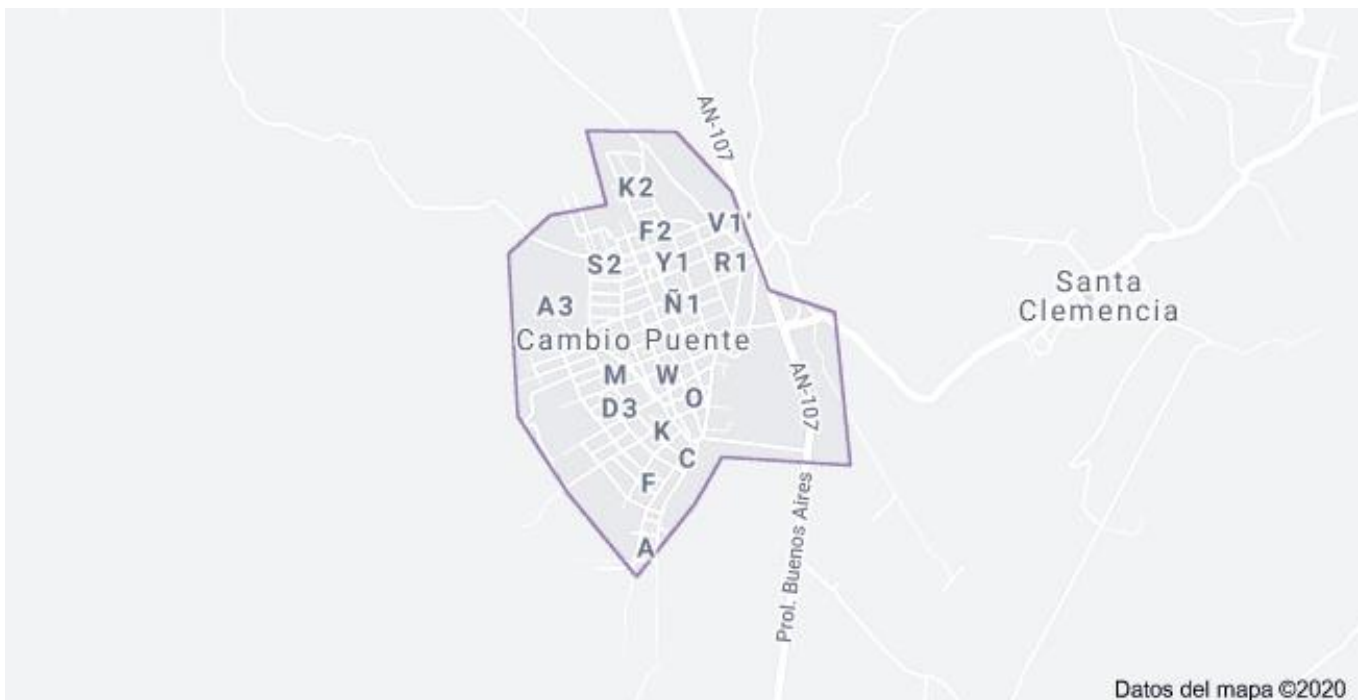 AN-107
K2
F2
V1'
S2
Y1
R1
A3
Ñ1
Santa
Clemencia
Cambio Puente
M
W
AN-107
D3
O
K
C
F
Prol. Buenos Aires
A
Datos del mapa ©2020